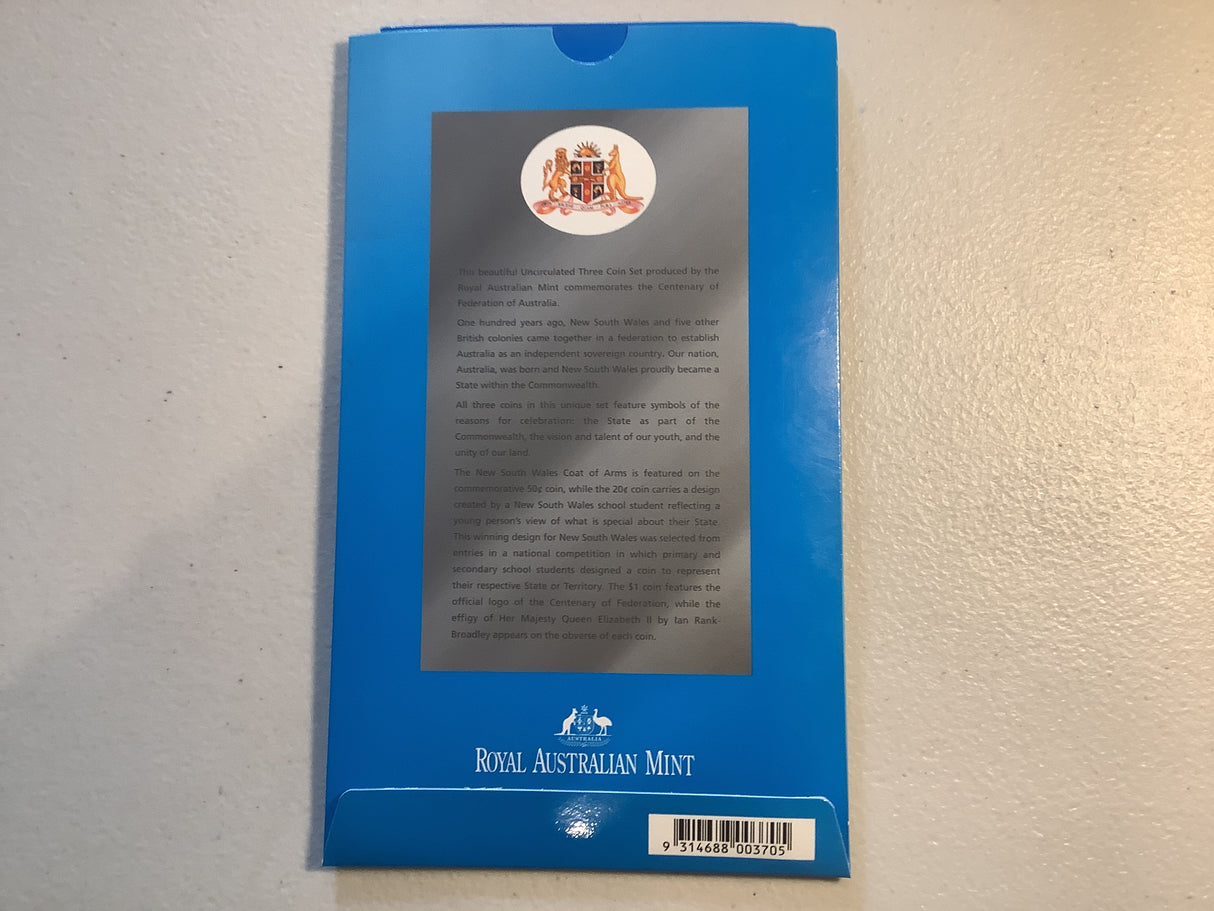 This beautiful Uncirculated Three Coin Set produced by the
Royal Australian Mint commemorates the Centenary of
Federation of Australia.
One hundred years ago, New South Wales and five other
British colonies came together in a federation to establish
Australia as an independent sovereign country. Our nation,
Australia, was born and New South Wales proudly became a
State within the Commonwealth.
All three coins in this unique set feature symbols of the
reasons for celebration: the State as part of the
Commonwealth, the vision and talent of our youth, and the
unity of our land.
The New South Wales Coat of Arms is featured on the
commemorative 50¢ coin, while the 20¢ coin carries a design
created by a New South Wales school student reflecting a
young person's view of what is special about their State.
This winning design for New South Wales was selected from
entries in a national competition in which primary and
secondary school students designed a coin to represent
their respective State or Territory. The $1 coin features the
official logo of the Centenary of Federation, while the
effigy of Her Majesty Queen Elizabeth II by Ian Rank-
Broadley appears on the obverse of each coin.
AUSTRALIA
ROYAL AUSTRALIAN MINT
9 314688 003705